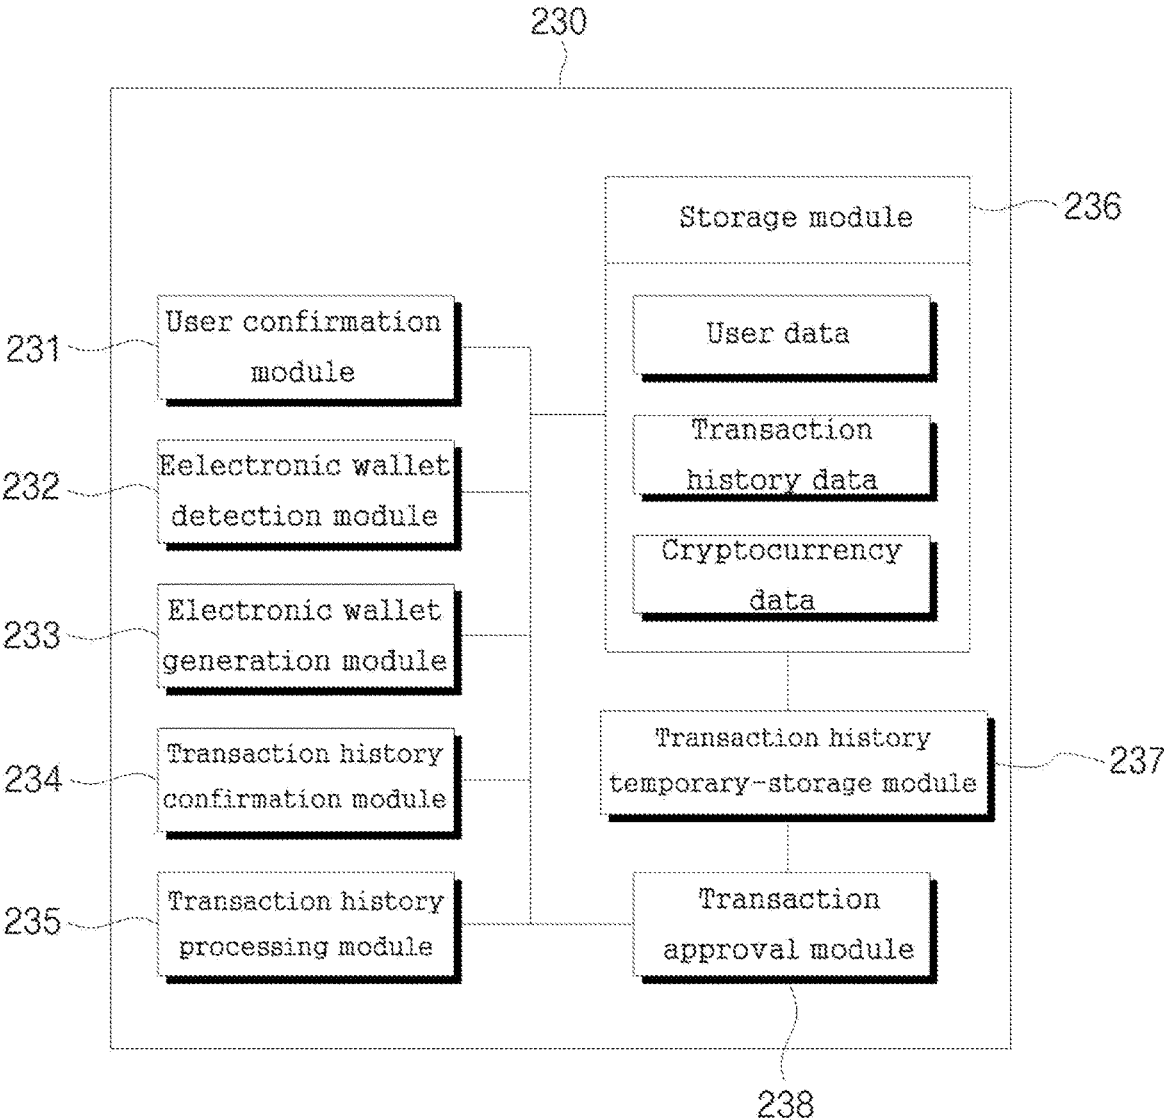 230
Storage module
236
User confirmation
module
231
User data
Transaction
history data
Eelectronic wallet
detection module
232
Cryptocurrency
data
Electronic wallet
generation module
233
Transaction history
confirmation module
234
Transaction history
temporary-storage module
237
Transaction history
processing module
235
Transaction
approval module
238